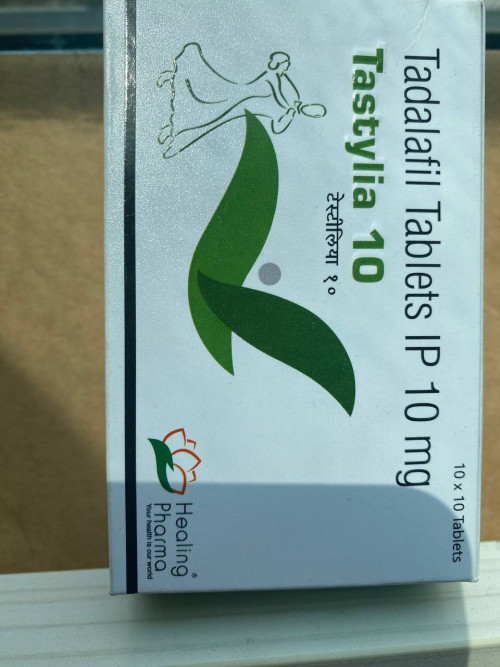 10 x 10 Tablets
Tadalafil Tablets IP 10 mg
Tastylia 10
टेस्टीलिया १०
Healing®
Pharma
Your health is our world